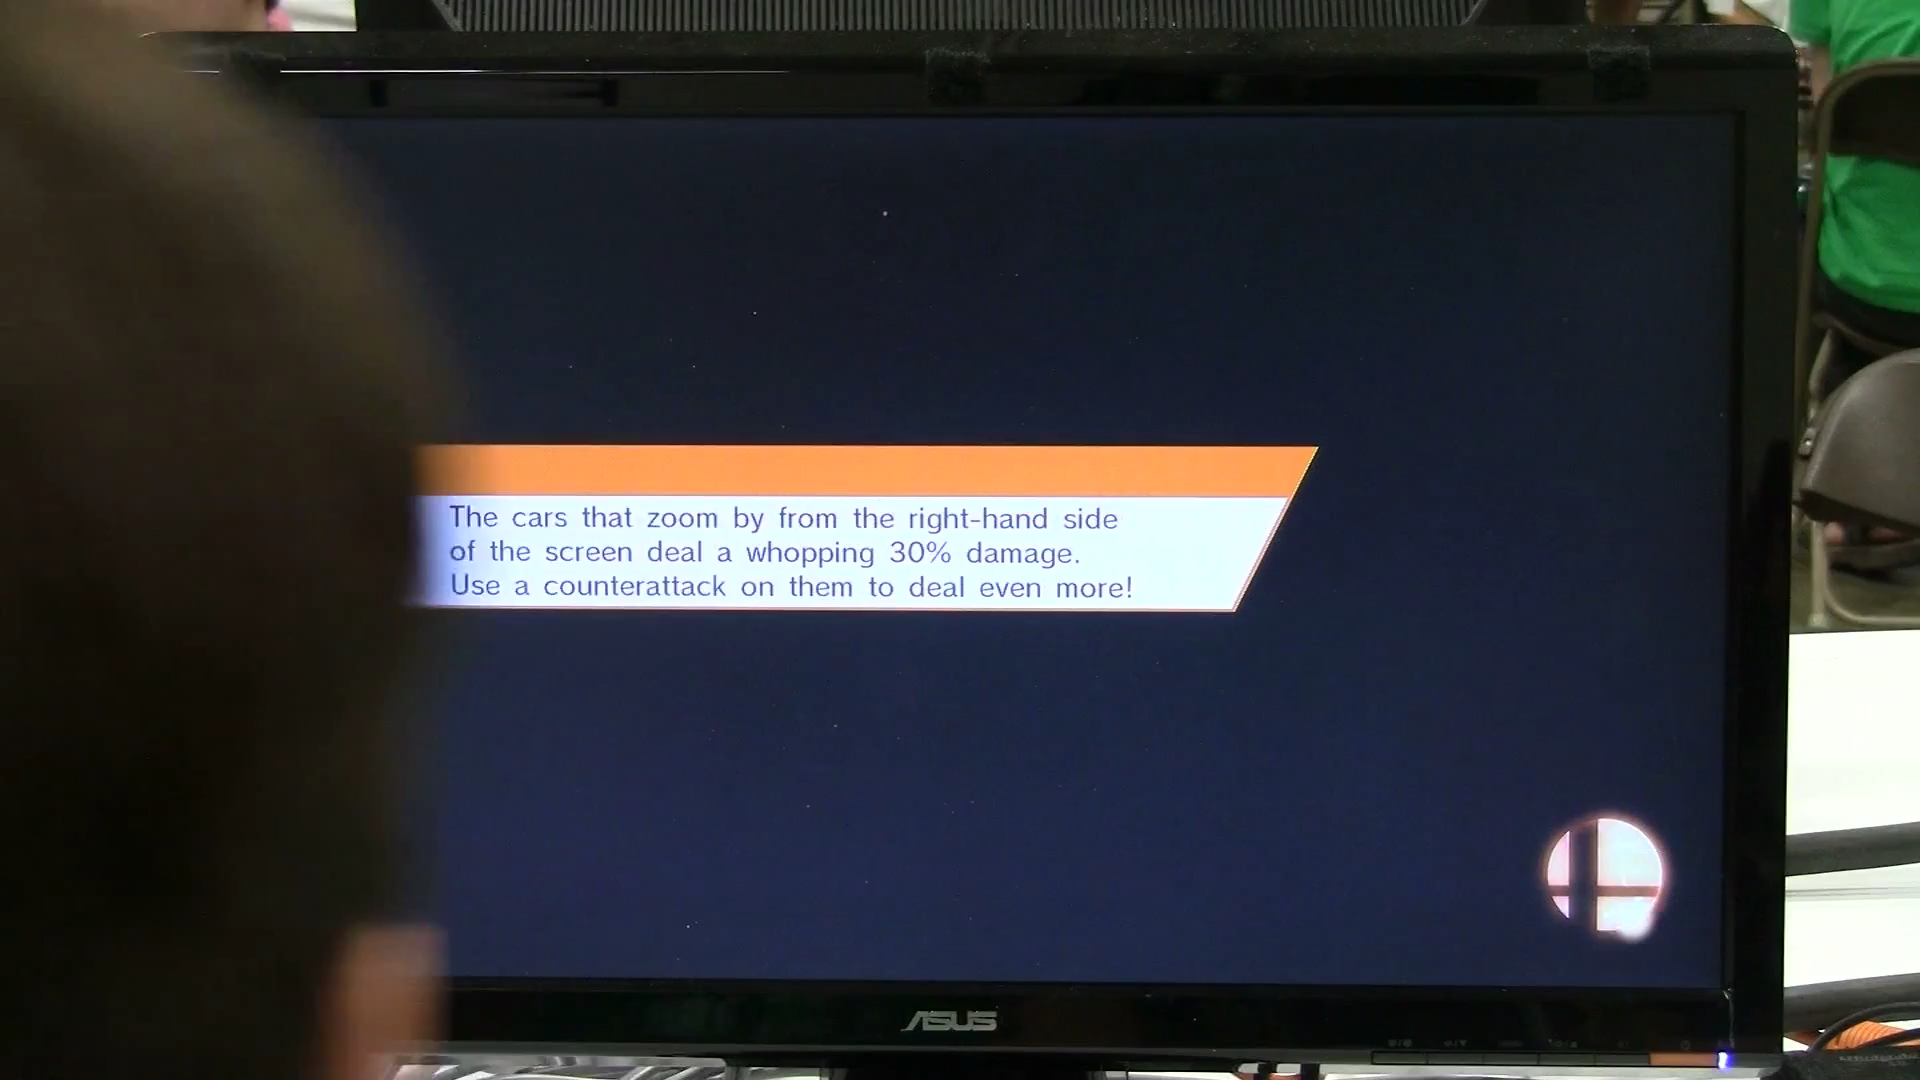 The cars that zoom by from the right-hand side
of the screen deal a whopping 30% damage.
Use a counterattack on them to deal even more!
ASUS